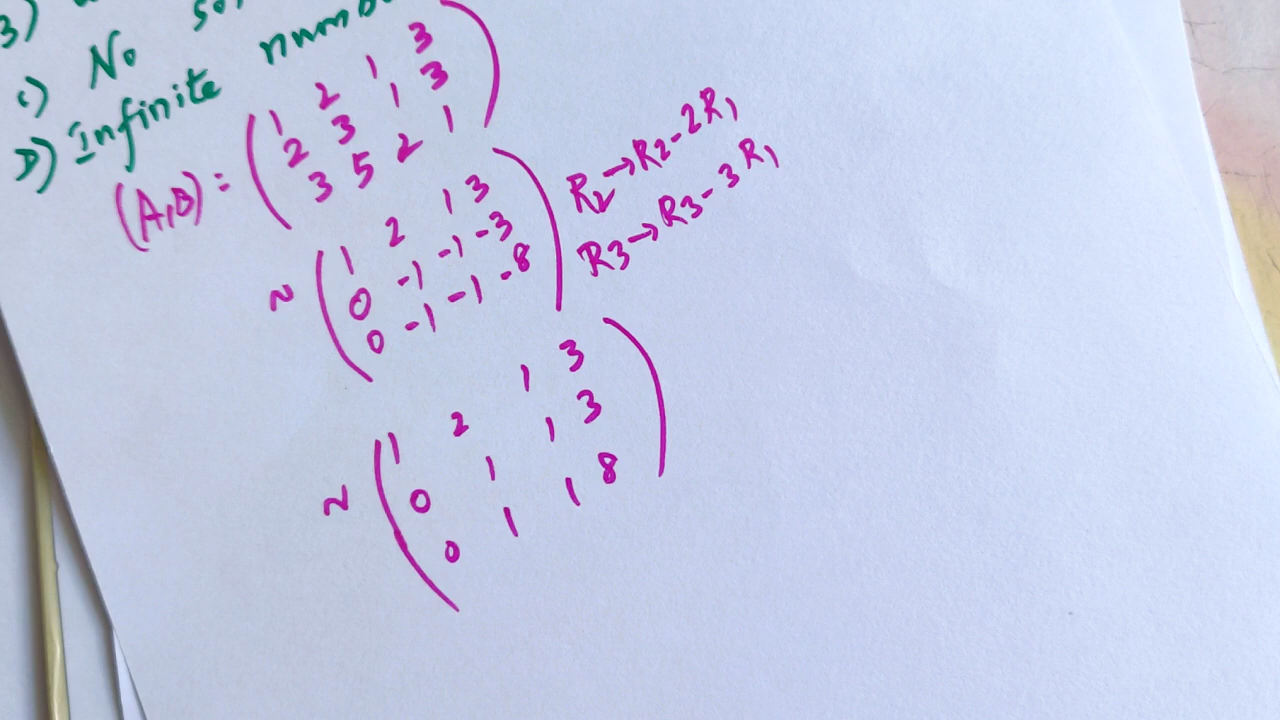 3)
c) No so
D) Infinite numb
(A,B) = ( 1 2 1 3
2 3 1 3
3 5 2 1 )
~ ( 1 2 1 3
0 -1 -1 -3
0 -1 -1 -8 )
R2→R2-2R1
R3→R3-3R1
~ ( 1 2 1 3
0 1 1 3
0 1 1 8 )